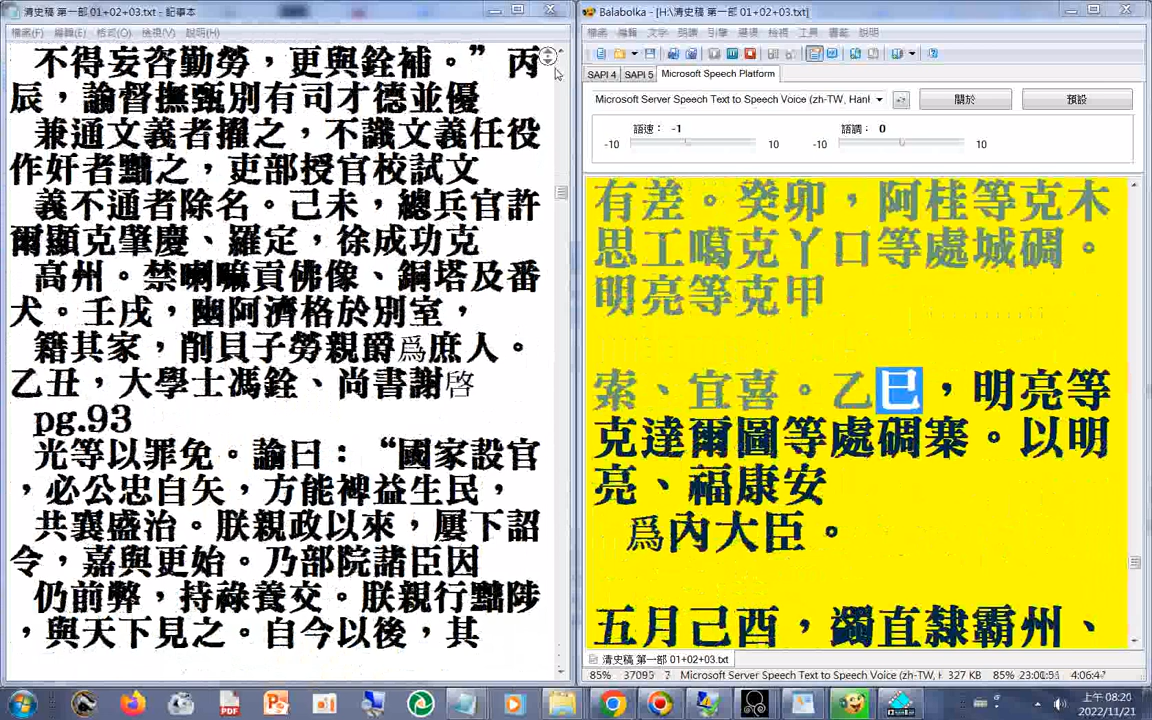 清史稿 第一部 01+02+03.txt - 記事本
檔案(F) 編輯(E) 格式(O) 檢視(V) 說明(H)
不得妄咨勤勞，更與銓補。”丙
辰，諭督撫甄別有司才德並優
兼通文義者擢之，不識文義任役
作奸者黜之，吏部授官校試文
義不通者除名。己未，總兵官許
爾顯克肇慶、羅定，徐成功克
高州。禁喇嘛貢佛像、銅塔及番
犬。壬戌，幽阿濟格於別室，
籍其家，削貝子勞親爵爲庶人。
乙丑，大學士馮銓、尚書謝啓
pg.93
光等以罪免。諭曰：“國家設官
，必公忠自矢，方能裨益生民，
共襄盛治。朕親政以來，屢下詔
令，嘉與更始。乃部院諸臣因
仍前弊，持祿養交。朕親行黜陟
，與天下見之。自今以後，其
Balabolka - [H:\清史稿 第一部 01+02+03.txt]
檔案 編輯 文字 朗讀 引擎 選項 檢視 工具 書籤 說明
SAPI 4 SAPI 5 Microsoft Speech Platform
Microsoft Server Speech Text to Speech Voice (zh-TW, Hanl
關於
預設
語速： -1
語調： 0
-10 10 -10 10
有差。癸卯，阿桂等克木
思工噶克丫口等處城碉。
明亮等克甲
索、宜喜。乙巳，明亮等
克達爾圖等處碉寨。以明
亮、福康安
爲內大臣。
五月己酉，蠲直隸霸州、
清史稿 第一部 01+02+03.txt
85% Microsoft Server Speech Text to Speech Voice (zh-TW, H 327 KB 85% 4:06:4
上午 08:20
2022/11/21